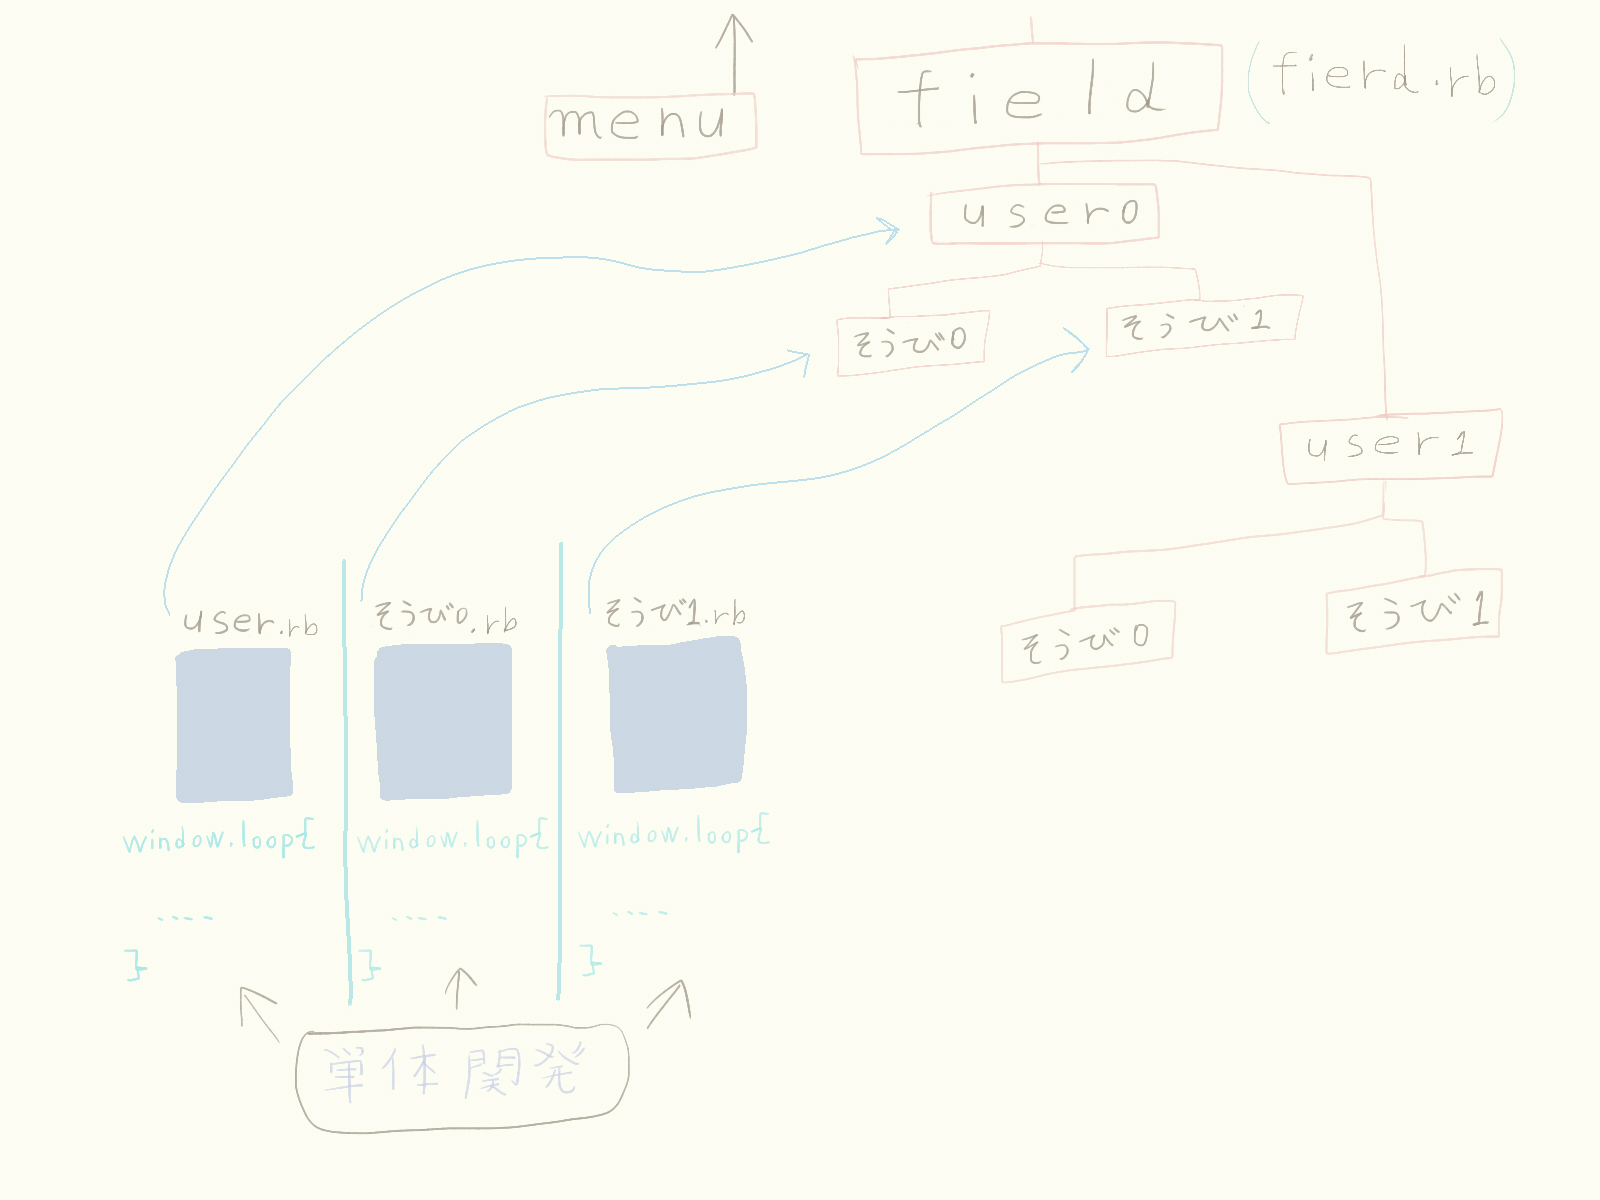 menu
field
(fierd.rb)
user0
そうび0
そうび1
user1
そうび0
そうび1
user.rb
そうび0.rb
そうび1.rb
window.loop{
....
}
window.loop{
....
}
window.loop{
....
}
単体開発